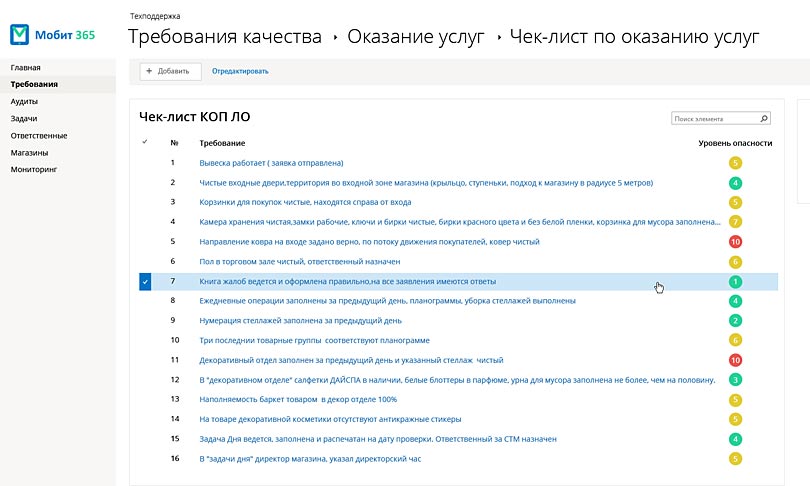 Техподдержка
Мобит 365
Требования качества › Оказание услуг › Чек-лист по оказанию услуг
Главная
Требования
Аудиты
Задачи
Ответственные
Магазины
Мониторинг
+ Добавить
Отредактировать
Чек-лист КОП ЛО
Поиск элемента
№ Требование Уровень опасности
1 Вывеска работает ( заявка отправлена) 5
2 Чистые входные двери,территория во входной зоне магазина (крыльцо, ступеньки, подход к магазину в радиусе 5 метров) 4
3 Корзинки для покупок чистые, находятся справа от входа 5
4 Камера хранения чистая,замки рабочие, ключи и бирки чистые, бирки красного цвета и без белой пленки, корзинка для мусора заполнена... 7
5 Направление ковра на входе задано верно, по потоку движения покупателей, ковер чистый 10
6 Пол в торговом зале чистый, ответственный назначен 6
7 Книга жалоб ведется и оформлена правильно,на все заявления имеются ответы 1
8 Ежедневные операции заполнены за предыдущий день, планограммы, уборка стеллажей выполнены 4
9 Нумерация стеллажей заполнена за предыдущий день 2
10 Три последнии товарные группы соответствуют планограмме 6
11 Декоративный отдел заполнен за предыдущий день и указанный стеллаж чистый 10
12 В "декоративном отделе" салфетки ДАЙСПА в наличии, белые блоттеры в парфюме, урна для мусора заполнена не более, чем на половину. 3
13 Наполняемость баркет товаром в декор отделе 100% 5
14 На товаре декоративной косметики отсутствуют антикражные стикеры 5
15 Задача Дня ведется, заполнена и распечатан на дату проверки. Ответственный за СТМ назначен 4
16 В "задачи дня" директор магазина, указал директорский час 5